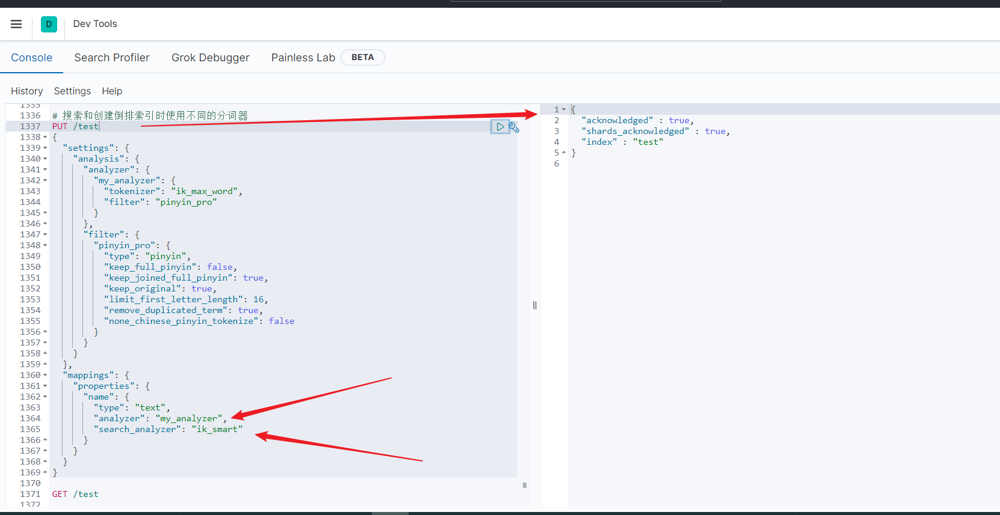 D Dev Tools
Console Search Profiler Grok Debugger Painless Lab BETA
History Settings Help
1335
1336 # 搜索和创建倒排索引时使用不同的分词器
1337 PUT /test
1338 {
1339 "settings": {
1340 "analysis": {
1341 "analyzer": {
1342 "my_analyzer": {
1343 "tokenizer": "ik_max_word",
1344 "filter": "pinyin_pro"
1345 }
1346 },
1347 "filter": {
1348 "pinyin_pro": {
1349 "type": "pinyin",
1350 "keep_full_pinyin": false,
1351 "keep_joined_full_pinyin": true,
1352 "keep_original": true,
1353 "limit_first_letter_length": 16,
1354 "remove_duplicated_term": true,
1355 "none_chinese_pinyin_tokenize": false
1356 }
1357 }
1358 }
1359 },
1360 "mappings": {
1361 "properties": {
1362 "name": {
1363 "type": "text",
1364 "analyzer": "my_analyzer",
1365 "search_analyzer": "ik_smart"
1366 }
1367 }
1368 }
1369 }
1370
1371 GET /test
1372
1 {
2 "acknowledged" : true,
3 "shards_acknowledged" : true,
4 "index" : "test"
5 }
6